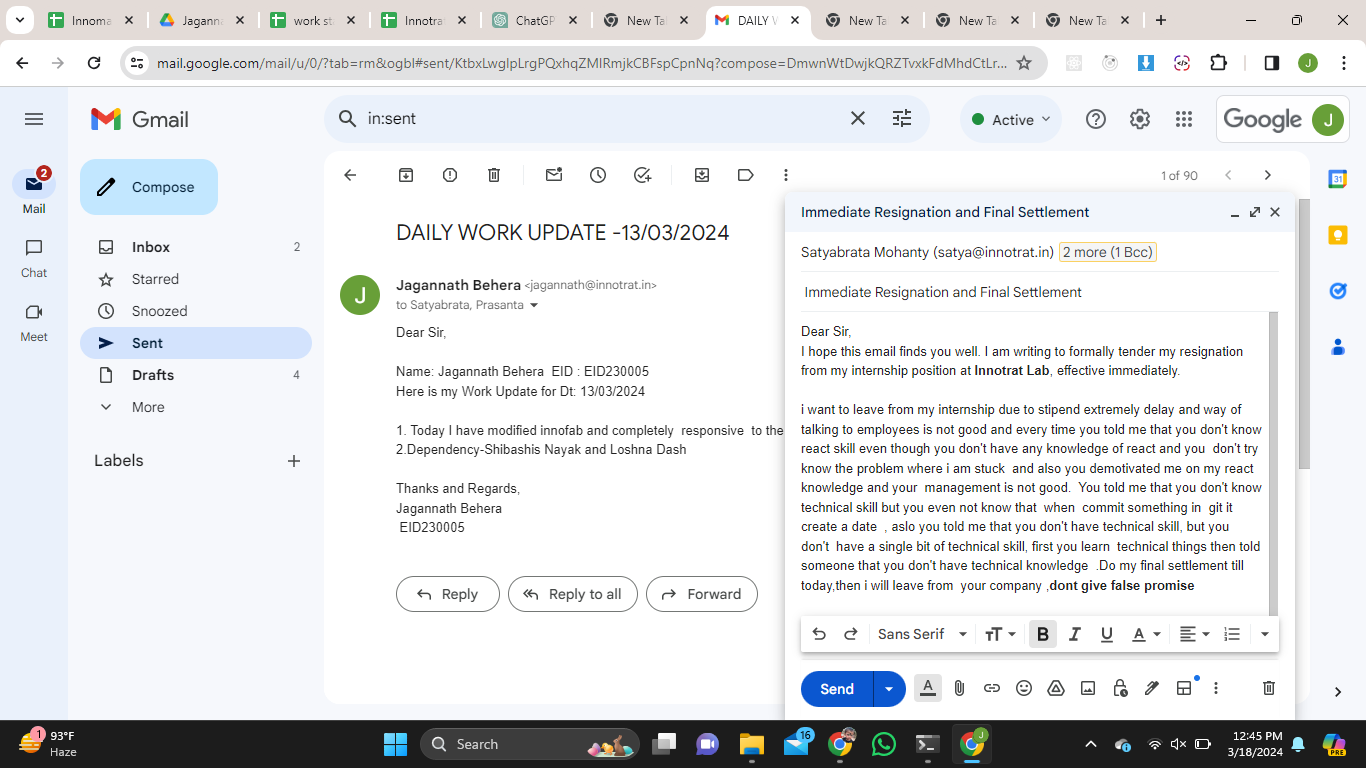 Innoma
Jagann
work st
Innotra
ChatGP
New Ta
DAILY W
New Ta
New Ta
New Ta
mail.google.com/mail/u/0/?tab=rm&ogbl#sent/KtbxLwgIpLrgPQxhqZMIRmjkCBFspCpnNq?compose=DmwnWtDwjkQRZTvxkFdMhdCtLr...
J
Gmail
in:sent
Active
Google
J
2
Mail
Chat
Meet
Compose
Inbox 2
Starred
Snoozed
Sent
Drafts 4
More
Labels
1 of 90
DAILY WORK UPDATE -13/03/2024
J
Jagannath Behera <jagannath@innotrat.in>
to Satyabrata, Prasanta
Dear Sir,
Name: Jagannath Behera  EID : EID230005
Here is my Work Update for Dt: 13/03/2024
1. Today I have modified innofab and completely  responsive  to the
2.Dependency-Shibashis Nayak and Loshna Dash
Thanks and Regards,
Jagannath Behera
EID230005
Reply
Reply to all
Forward
Immediate Resignation and Final Settlement
Satyabrata Mohanty (satya@innotrat.in) 2 more (1 Bcc)
Immediate Resignation and Final Settlement
Dear Sir,
I hope this email finds you well. I am writing to formally tender my resignation
from my internship position at Innotrat Lab, effective immediately.
i want to leave from my internship due to stipend extremely delay and way of
talking to employees is not good and every time you told me that you don't know
react skill even though you don't have any knowledge of react and you  don't try
know the problem where i am stuck  and also you demotivated me on my react
knowledge and your  management is not good.  You told me that you don't know
technical skill but you even not know that  when  commit something in  git it
create a date  , aslo you told me that you don't have technical skill, but you
don't  have a single bit of technical skill, first you learn  technical things then told
someone that you don't have technical knowledge  .Do my final settlement till
today,then i will leave from  your company ,dont give false promise
Sans Serif
B I U A
Send
A
31
1
93°F
Haze
Search
16
J
12:45 PM
3/18/2024
PRE